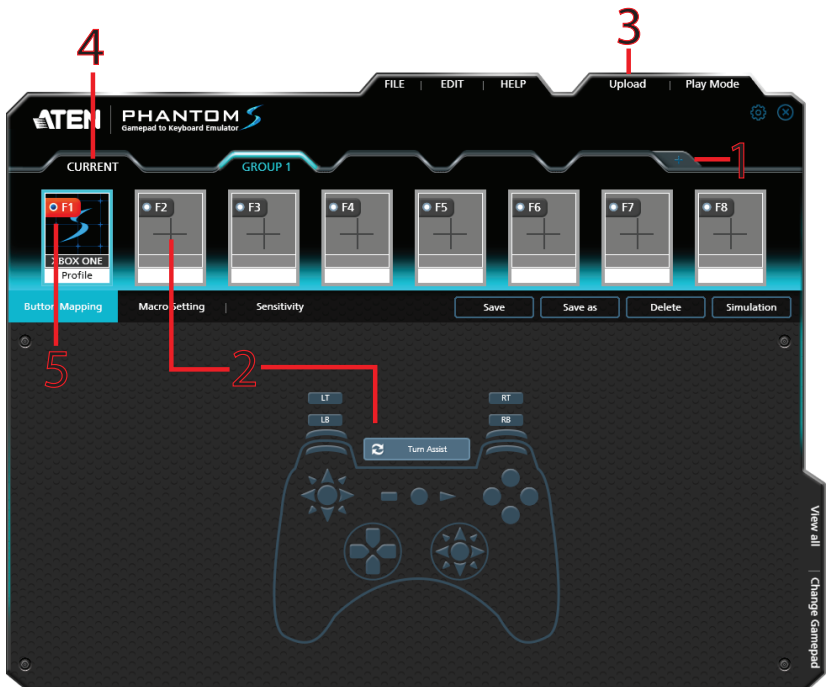 4
3
FILE | EDIT | HELP
Upload | Play Mode
ATEN PHANTOM S
Gamepad to Keyboard Emulator
1
CURRENT
GROUP 1
F1
F2
F3
F4
F5
F6
F7
F8
XBOX ONE
Profile
Button Mapping
Macro Setting | Sensitivity
Save
Save as
Delete
Simulation
5
2
LT
RT
LB
RB
Turn Assist
View all | Change Gamepad